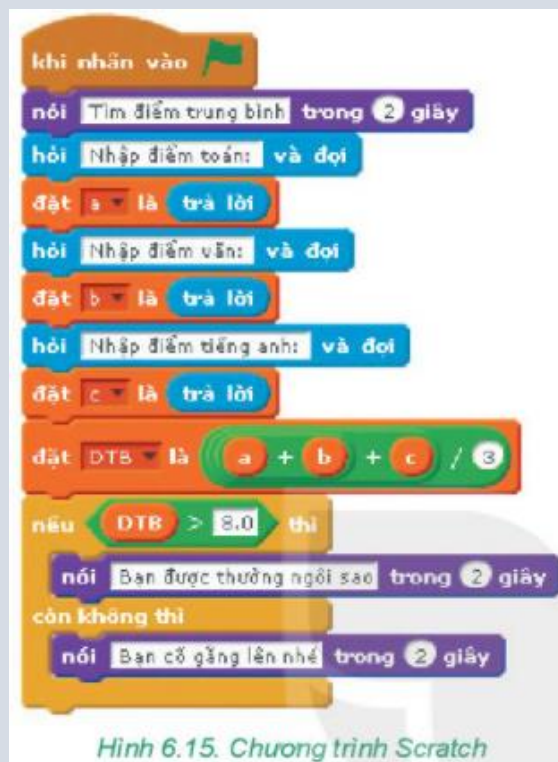 khi nhấn vào
nói Tìm điểm trung bình trong 2 giây
hỏi Nhập điểm toán: và đợi
đặt a là trả lời
hỏi Nhập điểm văn: và đợi
đặt b là trả lời
hỏi Nhập điểm tiếng anh: và đợi
đặt c là trả lời
đặt DTB là a + b + c / 3
nếu DTB > 8.0 thì
nói Bạn được thưởng ngôi sao trong 2 giây
còn không thì
nói Bạn cố gắng lên nhé trong 2 giây
Hình 6.15. Chương trình Scratch